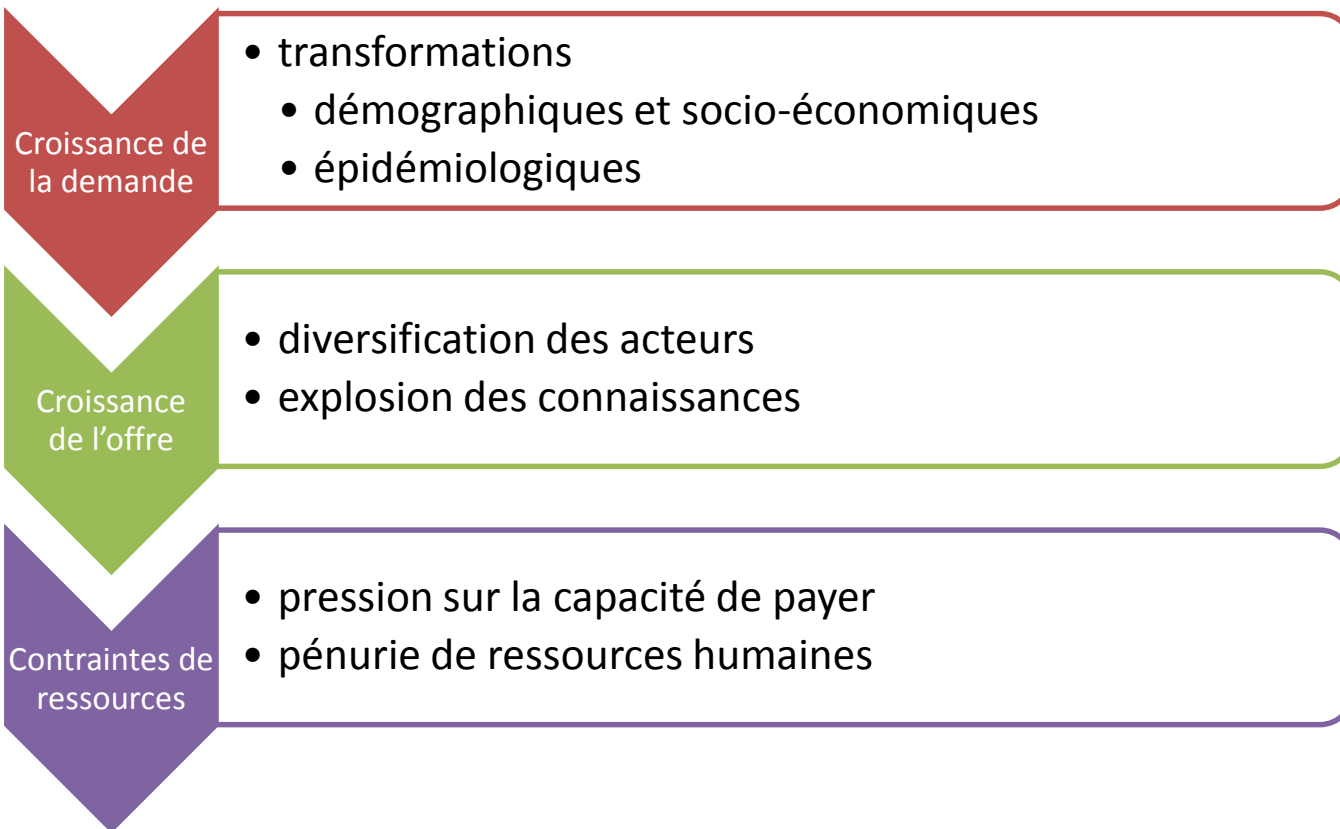 Croissance de
la demande
• transformations
• démographiques et socio-économiques
• épidémiologiques
Croissance
de l’offre
• diversification des acteurs
• explosion des connaissances
Contraintes de
ressources
• pression sur la capacité de payer
• pénurie de ressources humaines